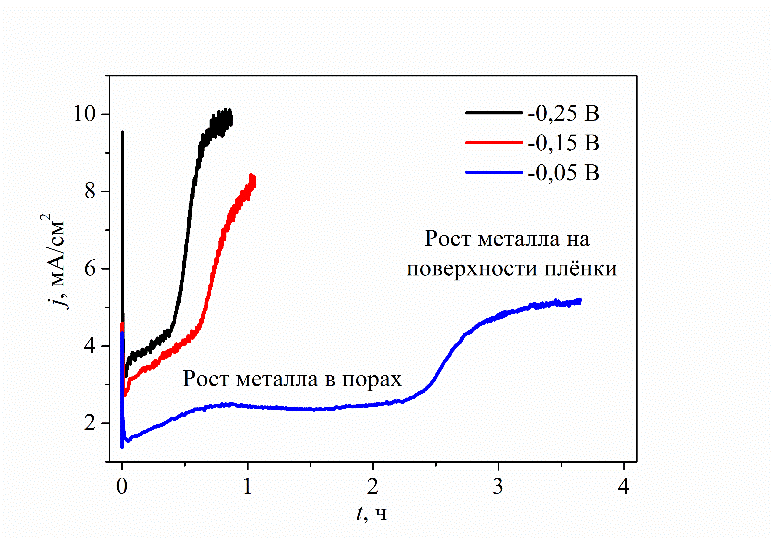 10
8
6
4
2
j, мА/см²
-0,25 В
-0,15 В
-0,05 В
Рост металла на
поверхности плёнки
Рост металла в порах
0 1 2 3 4
t, ч